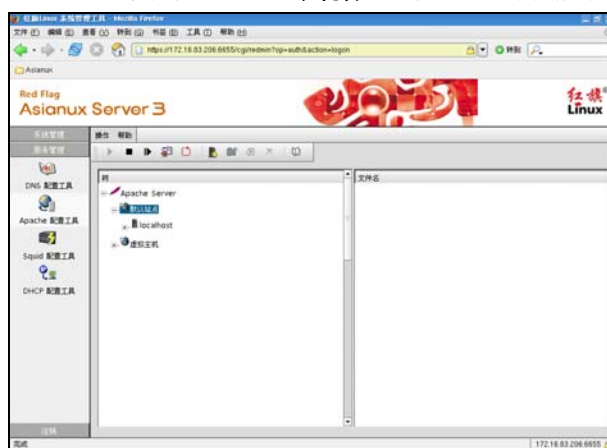 红旗Linux 系统管理工具 - Mozilla Firefox
文件(F) 编辑(E) 查看(V) 转到(G) 书签(B) 工具(T) 帮助(H)
https://172.16.83.206:6655/cgi/redmin?op=auth&action=logon
转到
Asianux
Red Flag
Asianux Server 3
红旗®
Linux
系统管理
服务管理
操作 帮助
DNS 配置工具
Apache 配置工具
Squid 配置工具
DHCP 配置工具
注销
树
Apache Server
默认站点
localhost
虚拟主机
文件名
完成
172.16.83.206:6655